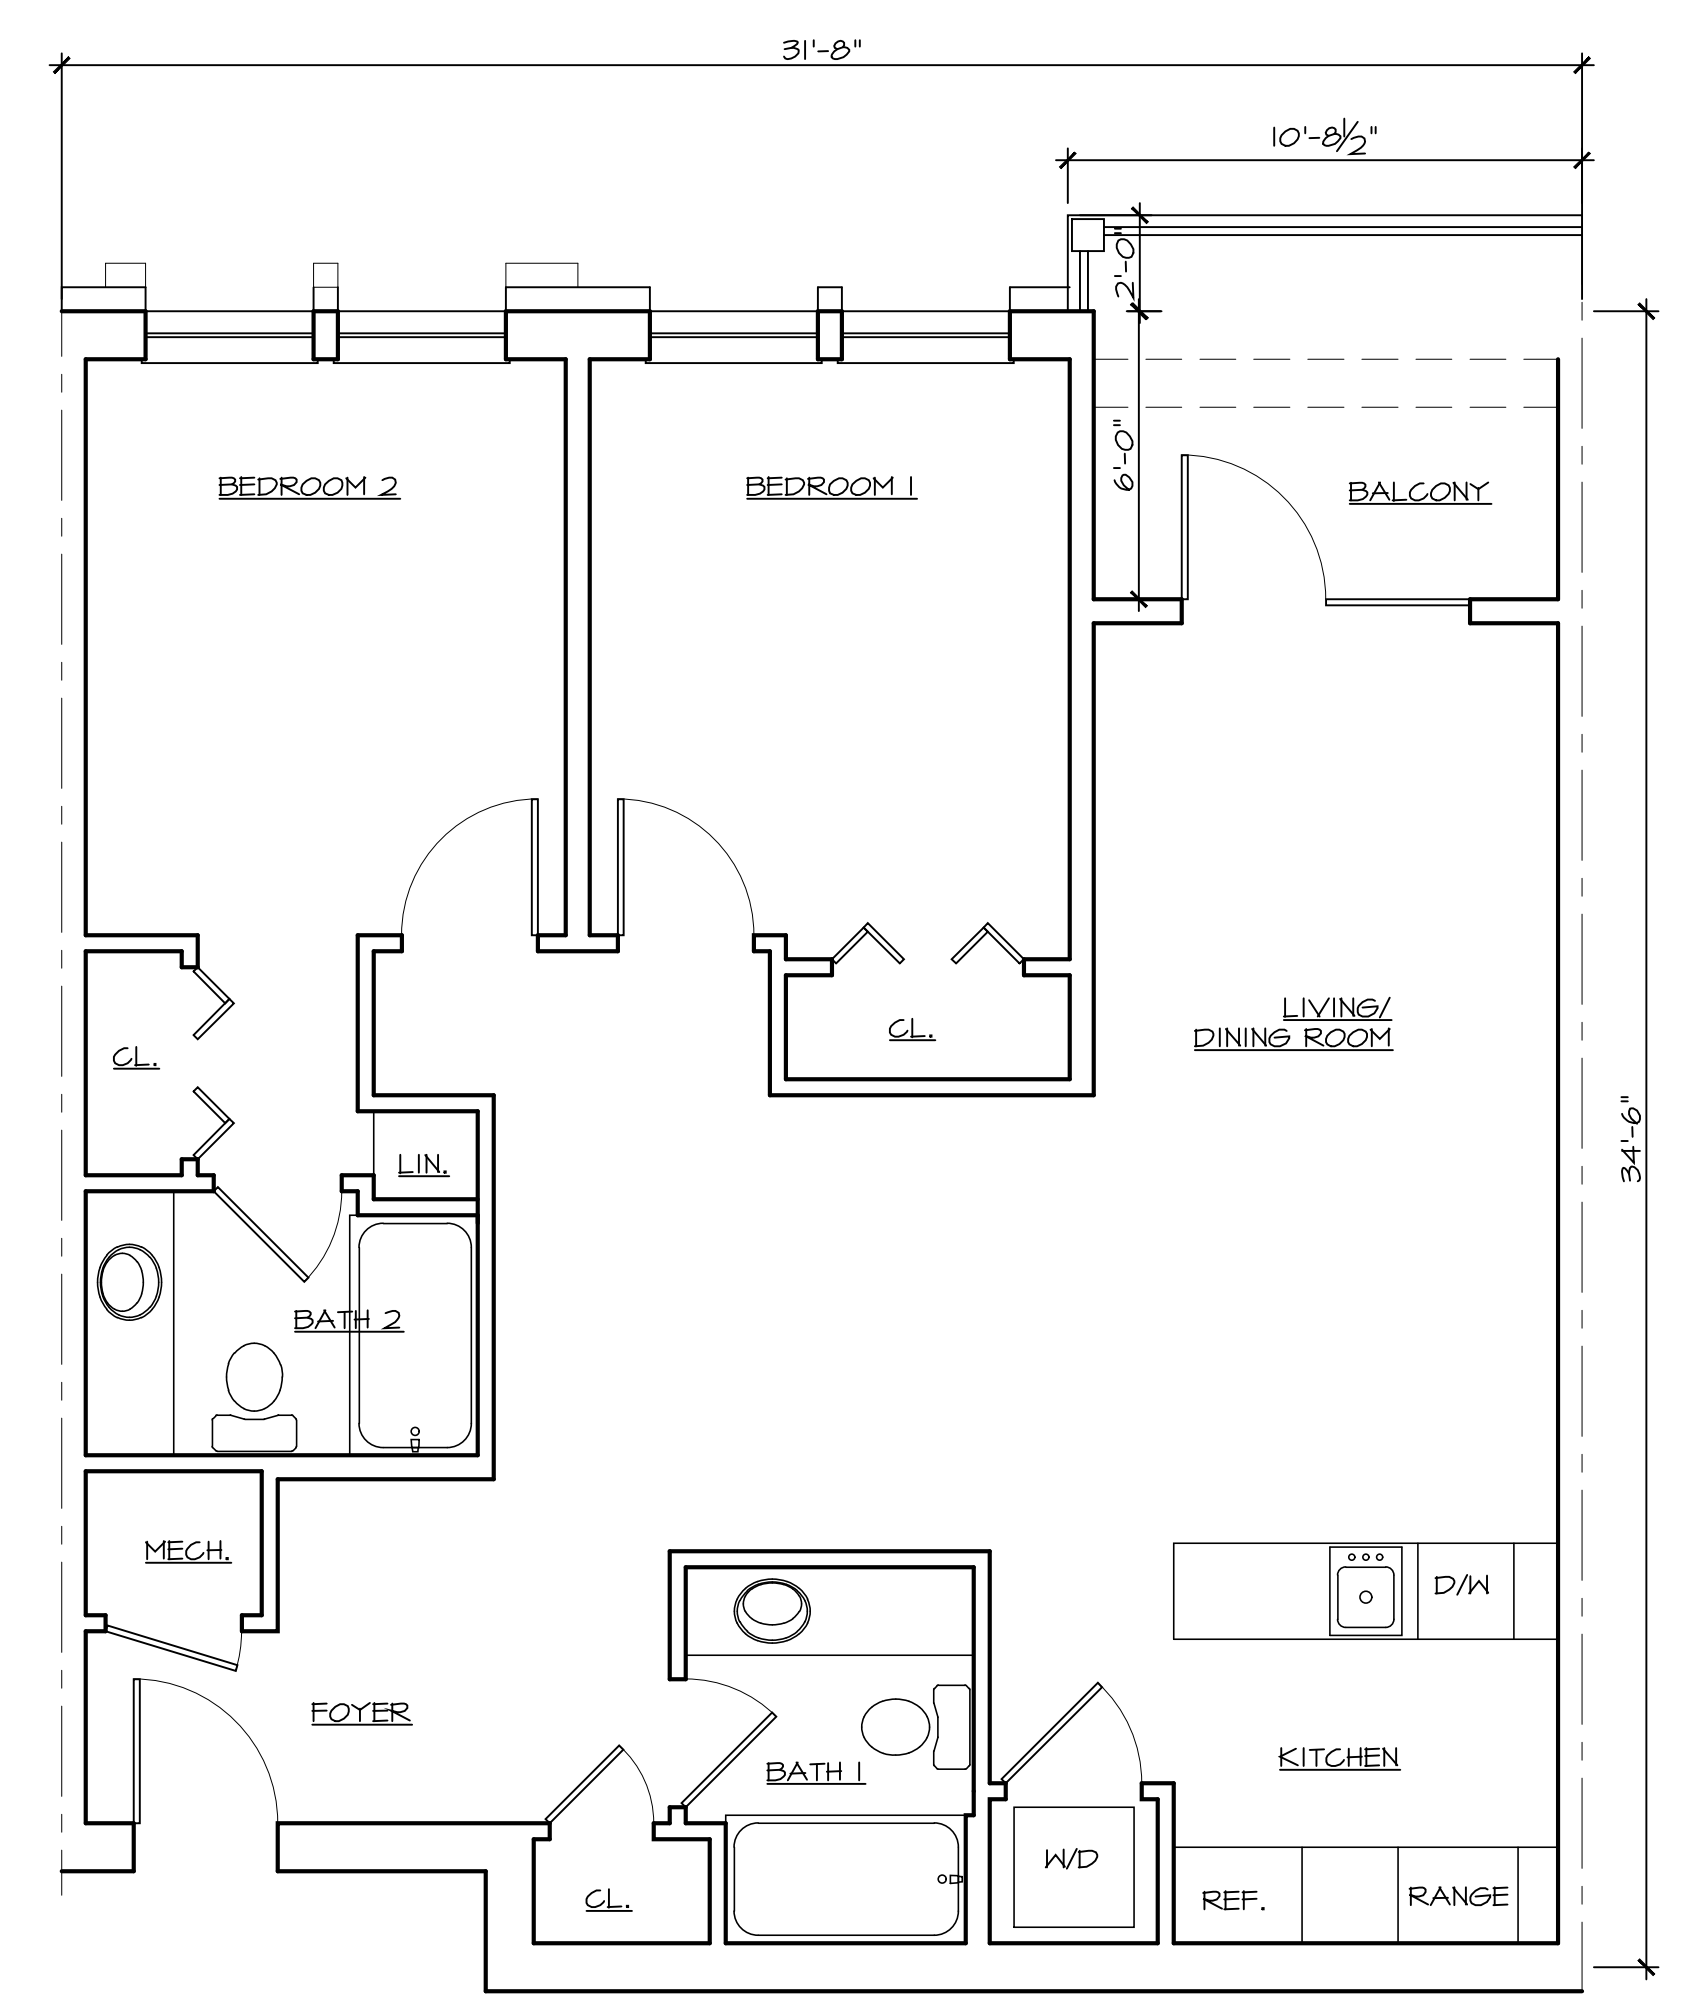 31'-8"
10'-8½"
2'-0"
6'-0"
BEDROOM 2
BEDROOM 1
BALCONY
LIVING/
DINING ROOM
CL.
CL.
34'-6"
LIN.
BATH 2
MECH.
D/W
FOYER
BATH 1
KITCHEN
W/D
CL.
REF.
RANGE